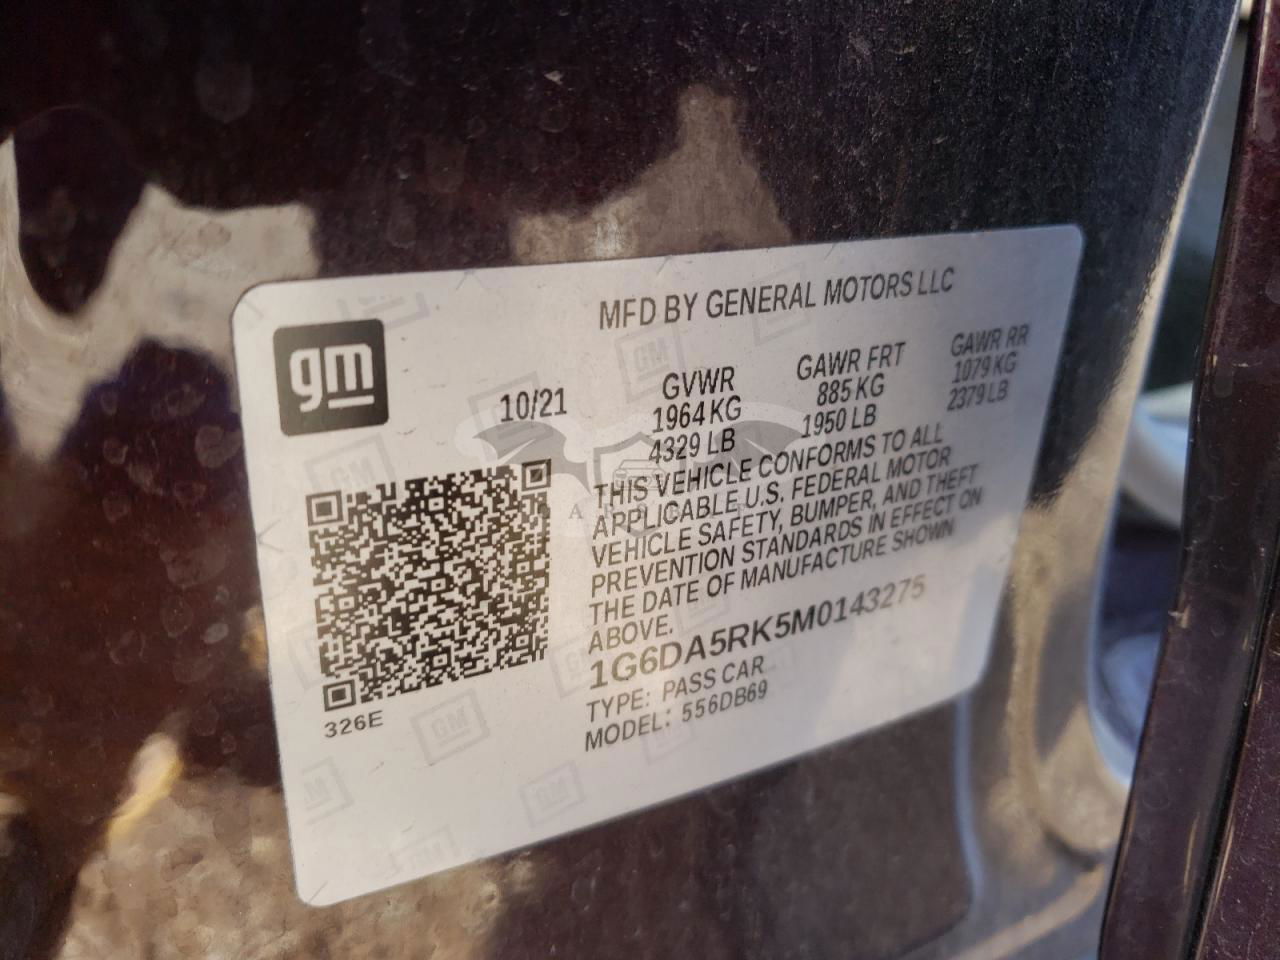 gm
MFD BY GENERAL MOTORS LLC
10/21
GVWR
1964 KG
4329 LB
GAWR FRT
885 KG
1950 LB
GAWR RR
1079 KG
2379 LB
THIS VEHICLE CONFORMS TO ALL
APPLICABLE U.S. FEDERAL MOTOR
VEHICLE SAFETY, BUMPER, AND THEFT
PREVENTION STANDARDS IN EFFECT ON
THE DATE OF MANUFACTURE SHOWN
ABOVE.
1G6DA5RK5M0143275
TYPE: PASS CAR
MODEL: 556DB69
326E